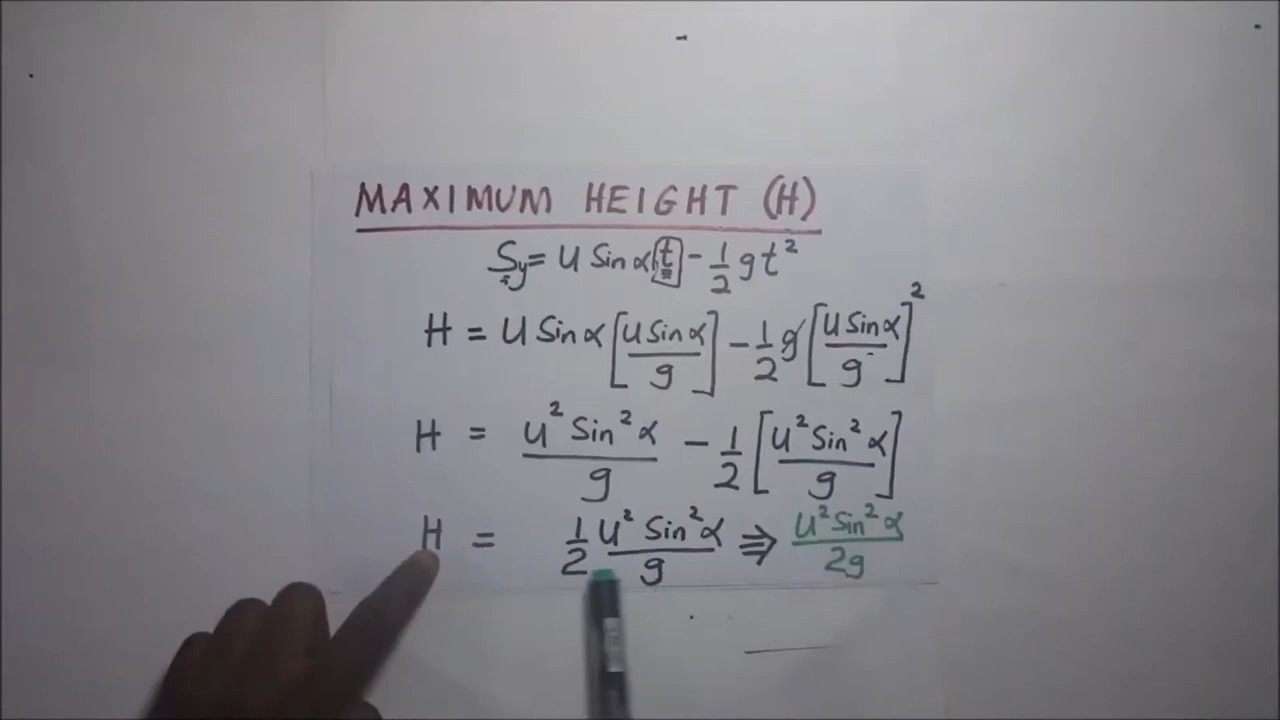 MAXIMUM HEIGHT (H)
Sy = U Sin α t - 1/2 g t²
H = U Sin α [U Sin α / g] - 1/2 g [U Sin α / g]²
H = U² Sin² α / g - 1/2 [U² Sin² α / g]
H = 1/2 U² Sin² α / g ⇛ U² Sin² α / 2g